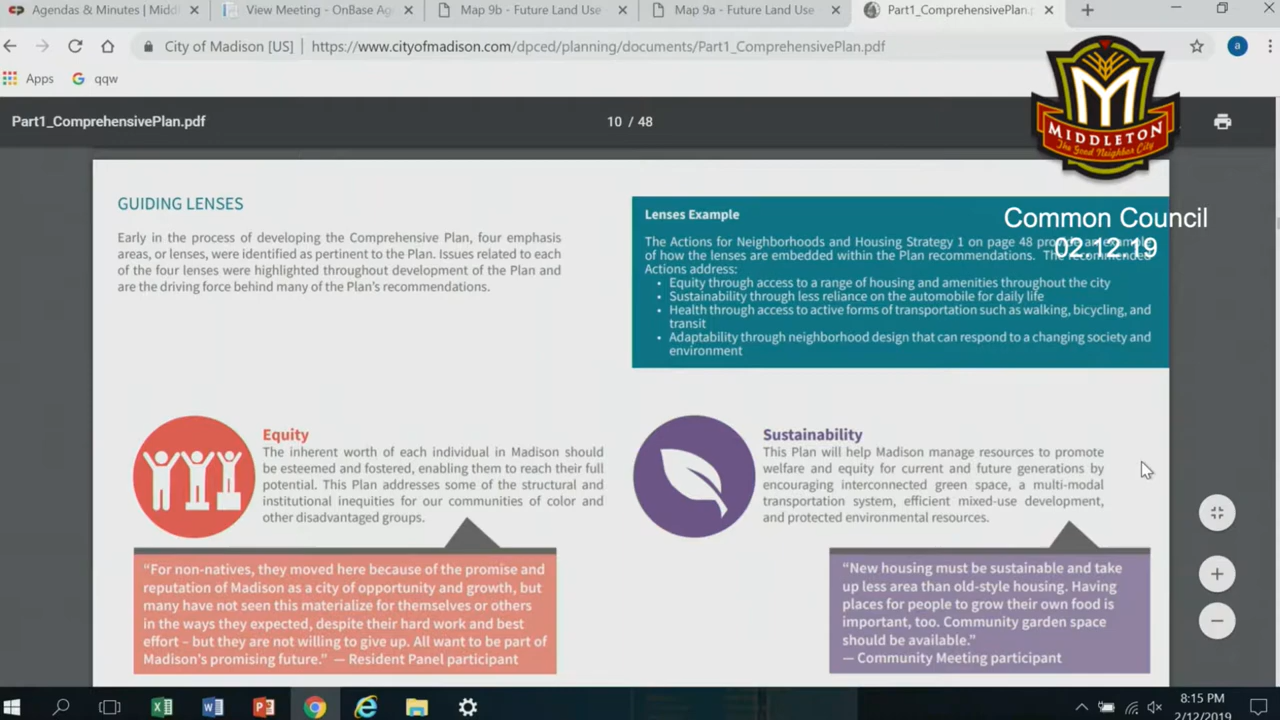 Agendas & Minutes | Midd
View Meeting - OnBase Ag
Map 9b - Future Land Use
Map 9a - Future Land Use
Part1_ComprehensivePlan.
City of Madison [US]
https://www.cityofmadison.com/dpced/planning/documents/Part1_ComprehensivePlan.pdf
a
Apps
qqw
Part1_ComprehensivePlan.pdf
10 / 48
MIDDLETON
The Good Neighbor City
Common Council
02.12.19
GUIDING LENSES
Early in the process of developing the Comprehensive Plan, four emphasis
areas, or lenses, were identified as pertinent to the Plan. Issues related to each
of the four lenses were highlighted throughout development of the Plan and
are the driving force behind many of the Plan's recommendations.
Lenses Example
The Actions for Neighborhoods and Housing Strategy 1 on page 48
of how the lenses are embedded within the Plan recommendations.
Actions address:
• Equity through access to a range of housing and amenities throughout the city
• Sustainability through less reliance on the automobile for daily life
• Health through access to active forms of transportation such as walking, bicycling, and
transit
• Adaptability through neighborhood design that can respond to a changing society and
environment
Equity
The inherent worth of each individual in Madison should
be esteemed and fostered, enabling them to reach their full
potential. This Plan addresses some of the structural and
institutional inequities for our communities of color and
other disadvantaged groups.
"For non-natives, they moved here because of the promise and
reputation of Madison as a city of opportunity and growth, but
many have not seen this materialize for themselves or others
in the ways they expected, despite their hard work and best
effort – but they are not willing to give up. All want to be part of
Madison's promising future." — Resident Panel participant
Sustainability
This Plan will help Madison manage resources to promote
welfare and equity for current and future generations by
encouraging interconnected green space, a multi-modal
transportation system, efficient mixed-use development,
and protected environmental resources.
"New housing must be sustainable and take
up less area than old-style housing. Having
places for people to grow their own food is
important, too. Community garden space
should be available."
— Community Meeting participant
8:15 PM
2/12/2019